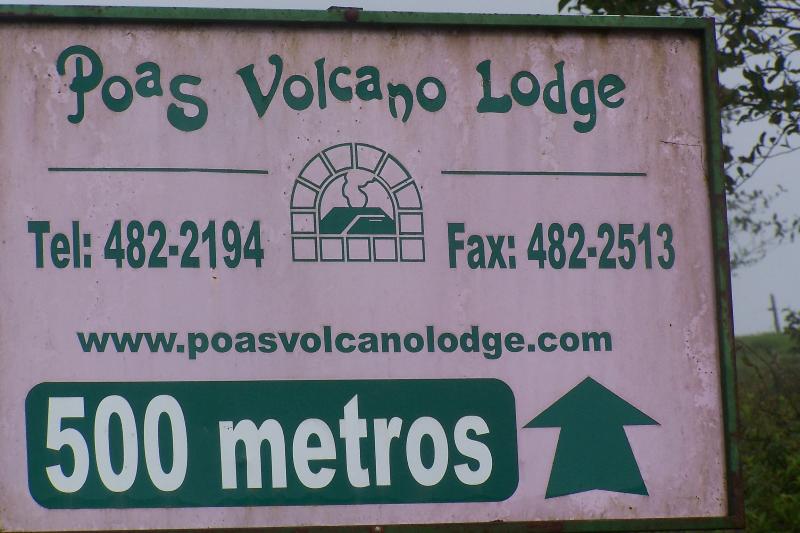 Poas Volcano Lodge
Tel: 482-2194 Fax: 482-2513
www.poasvolcanolodge.com
500 metros